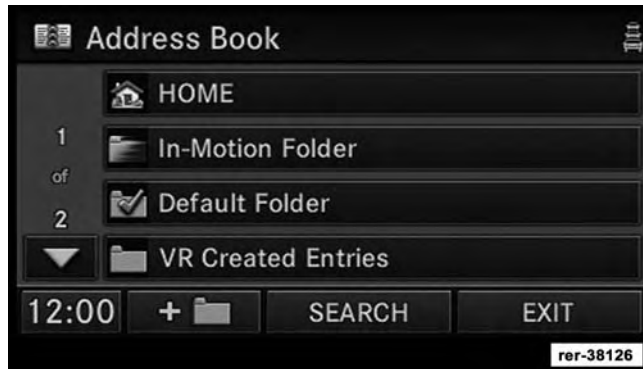 Address Book
HOME
1
of
2
In-Motion Folder
Default Folder
VR Created Entries
12:00
+
SEARCH
EXIT
rer-38126